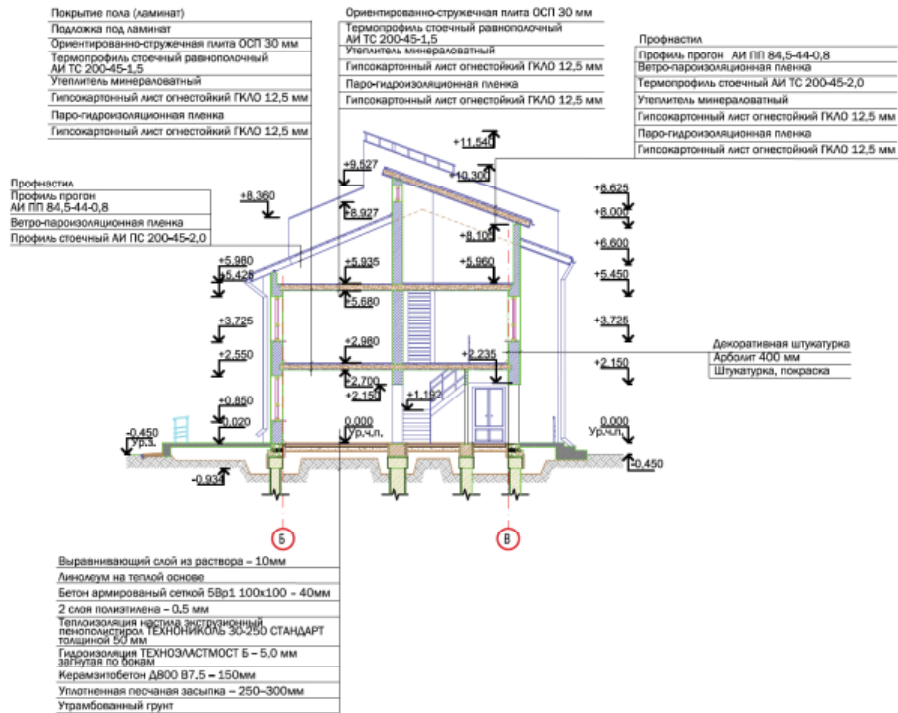 Покрытие пола (ламинат)
Подложка под ламинат
Ориентированно-стружечная плита ОСП 30 мм
Термопрофиль стоечный равнополочный
АИ ТС 200-45-1,5
Утеплитель минераловатный
Гипсокартонный лист огнестойкий ГКЛО 12,5 мм
Паро-гидроизоляционная пленка
Гипсокартонный лист огнестойкий ГКЛО 12,5 мм
Ориентированно-стружечная плита ОСП 30 мм
Термопрофиль стоечный равнополочный
АИ ТС 200-45-1,5
Утеплитель минераловатный
Гипсокартонный лист огнестойкий ГКЛО 12,5 мм
Паро-гидроизоляционная пленка
Гипсокартонный лист огнестойкий ГКЛО 12,5 мм
Профнастил
Профиль прогон АИ ПП 84,5-44-0,8
Ветро-пароизоляционная пленка
Термопрофиль стоечный АИ ТС 200-45-2,0
Утеплитель минераловатный
Гипсокартонный лист огнестойкий ГКЛО 12,5 мм
Паро-гидроизоляционная пленка
Гипсокартонный лист огнестойкий ГКЛО 12,5 мм
Профнастил
Профиль прогон
АИ ПП 84,5-44-0,8
Ветро-пароизоляционная пленка
Профиль стоечный АИ ПС 200-45-2,0
+11.540
+9.527
+10.300
+8.360
+8.927
+8.625
+8.000
+8.100
+6.600
+5.980
+5.425
+5.935
+5.960
+5.450
+5.680
+3.725
+3.725
+2.980
+2.550
+2.235
+2.150
+2.700
+2.150
+1.192
+0.850
-0.020
0.000
Ур.ч.п.
0.000
Ур.ч.п.
-0.450
Ур.з.
-0.450
-0.934
Декоративная штукатурка
Арболит 400 мм
Штукатурка, покраска
Б
В
Выравнивающий слой из раствора – 10мм
Линолеум на теплой основе
Бетон армированый сеткой 5Вр1 100х100 – 40мм
2 слоя полиэтилена – 0.5 мм
Теплоизоляция настила экструзионный
пенополистирол ТЕХНОНИКОЛЬ 30-250 СТАНДАРТ
толщиной 50 мм
Гидроизоляция ТЕХНОЭЛАСТМОСТ Б – 5,0 мм
загнутая по бокам
Керамзитобетон Д800 В7.5 – 150мм
Уплотненная песчаная засыпка – 250–300мм
Утрамбованный грунт